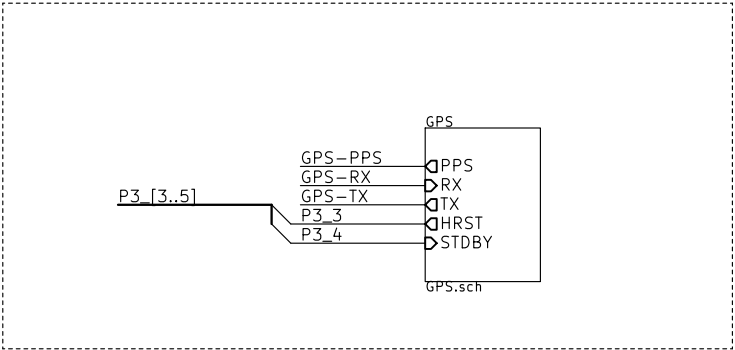 GPS
GPS-PPS
PPS
GPS-RX
RX
P3_[3..5]
GPS-TX
TX
P3_3
HRST
P3_4
STDBY
GPS.sch